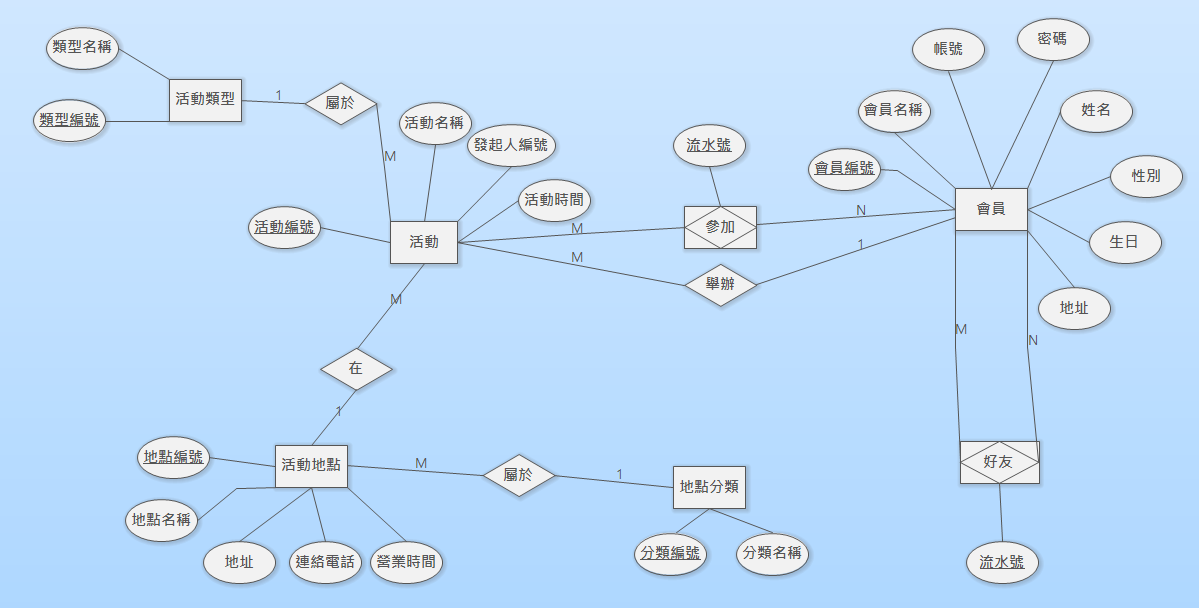 類型名稱
活動類型
類型編號
1
屬於
M
活動名稱
發起人編號
活動時間
活動編號
活動
流水號
參加
M
N
M
舉辦
1
帳號
密碼
會員名稱
姓名
會員編號
性別
會員
生日
地址
M
N
好友
流水號
M
在
1
地點編號
活動地點
地點名稱
地址
連絡電話
營業時間
M
屬於
1
地點分類
分類編號
分類名稱